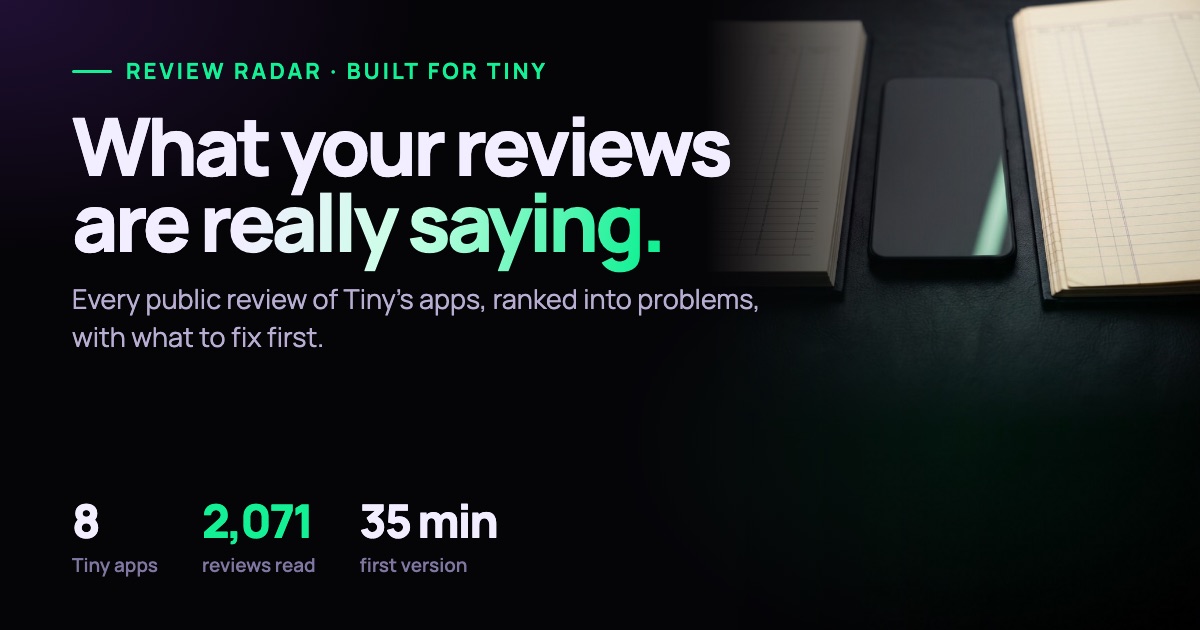 REVIEW RADAR · BUILT FOR TINY
What your reviews
are really saying.
Every public review of Tiny's apps, ranked into problems,
with what to fix first.
8
Tiny apps
2,071
reviews read
35 min
first version